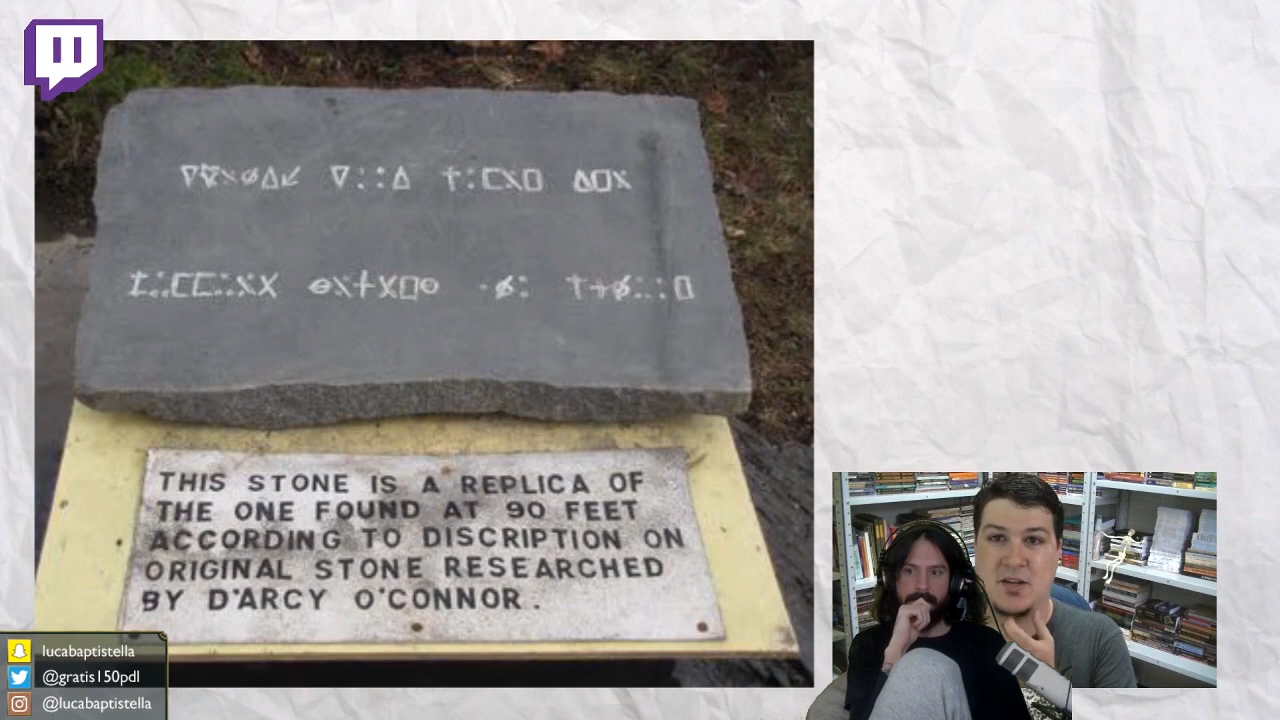 THIS STONE IS A REPLICA OF
THE ONE FOUND AT 90 FEET
ACCORDING TO DISCRIPTION ON
ORIGINAL STONE RESEARCHED
BY D'ARCY O'CONNOR.
lucabaptistella
@gratis150pdl
@lucabaptistella